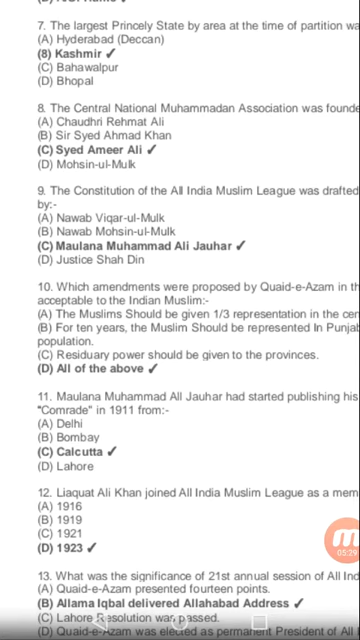 7. The largest Princely State by area at the time of partition wa
(A) Hyderabad (Deccan)
(8) Kashmir ✓
(C) Bahawalpur
(D) Bhopal
8. The Central National Muhammadan Association was founde
(A) Chaudhri Rehmat Ali
(B) Sir Syed Ahmad Khan
(C) Syed Ameer Ali ✓
(D) Mohsin-ul-Mulk
9. The Constitution of the All India Muslim League was drafted
by:-
(A) Nawab Viqar-ul-Mulk
(B) Nawab Mohsin-ul-Mulk
(C) Maulana Muhammad Ali Jauhar ✓
(D) Justice Shah Din
10. Which amendments were proposed by Quaid-e-Azam in th
acceptable to the Indian Muslim:-
(A) The Muslims Should be given 1/3 representation in the cen
(B) For ten years, the Muslim Should be represented In Punjab
population.
(C) Residuary power should be given to the provinces.
(D) All of the above ✓
11. Maulana Muhammad All Jauhar had started publishing his
"Comrade" in 1911 from:-
(A) Delhi
(B) Bombay
(C) Calcutta ✓
(D) Lahore
12. Liaquat Ali Khan joined All India Muslim League as a mem
(A) 1916
(B) 1919
(C) 1921
(D) 1923 ✓
05:29
13. What was the significance of 21st annual session of All Ind
(A) Quaid-e-Azam presented fourteen points.
(B) Allama Iqbal delivered Allahabad Address ✓
(C) Lahore Resolution was passed.
(D) Quaid-e-Azam was elected as permanent President of All